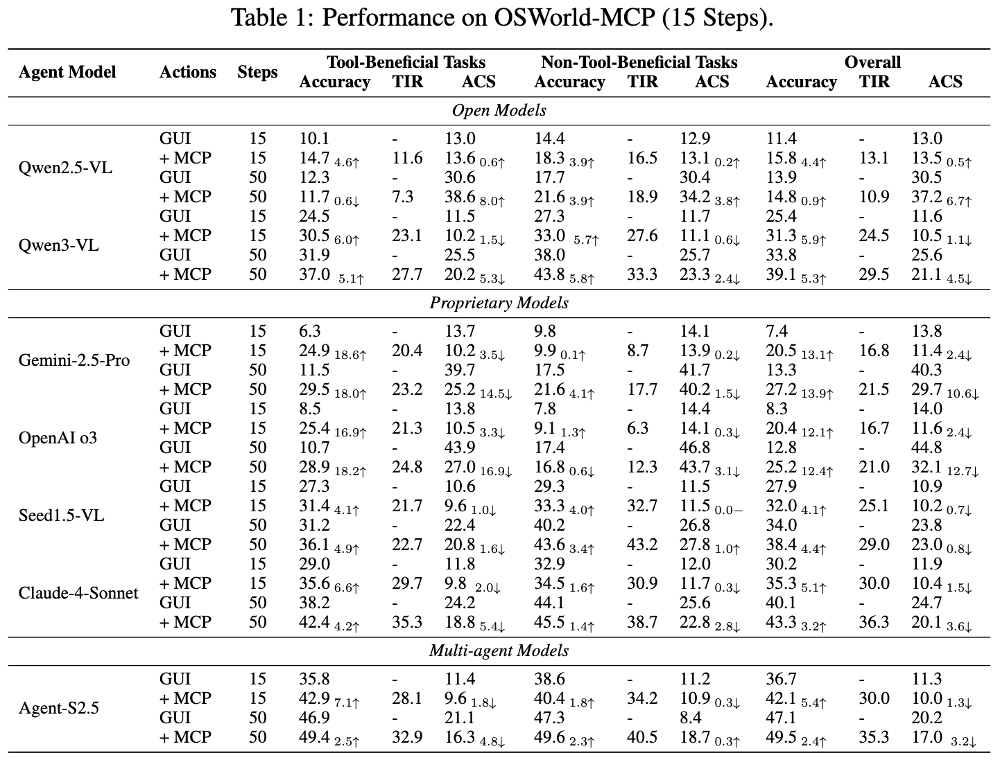 Table 1: Performance on OSWorld-MCP (15 Steps).
Agent Model Actions Steps Tool-Beneficial Tasks Non-Tool-Beneficial Tasks Overall
Accuracy TIR ACS Accuracy TIR ACS Accuracy TIR ACS
Open Models
Qwen2.5-VL
GUI 15 10.1 - 13.0 14.4 - 12.9 11.4 - 13.0
+ MCP 15 14.7 4.6↑ 11.6 13.6 0.6↑ 18.3 3.9↑ 16.5 13.1 0.2↑ 15.8 4.4↑ 13.1 13.5 0.5↑
GUI 50 12.3 - 30.6 17.7 - 30.4 13.9 - 30.5
+ MCP 50 11.7 0.6↓ 7.3 38.6 8.0↑ 21.6 3.9↑ 18.9 34.2 3.8↑ 14.8 0.9↑ 10.9 37.2 6.7↑
Qwen3-VL
GUI 15 24.5 - 11.5 27.3 - 11.7 25.4 - 11.6
+ MCP 15 30.5 6.0↑ 23.1 10.2 1.5↓ 33.0 5.7↑ 27.6 11.1 0.6↓ 31.3 5.9↑ 24.5 10.5 1.1↓
GUI 50 31.9 - 25.5 38.0 - 25.7 33.8 - 25.6
+ MCP 50 37.0 5.1↑ 27.7 20.2 5.3↓ 43.8 5.8↑ 33.3 23.3 2.4↓ 39.1 5.3↑ 29.5 21.1 4.5↓
Proprietary Models
Gemini-2.5-Pro
GUI 15 6.3 - 13.7 9.8 - 14.1 7.4 - 13.8
+ MCP 15 24.9 18.6↑ 20.4 10.2 3.5↓ 9.9 0.1↑ 8.7 13.9 0.2↓ 20.5 13.1↑ 16.8 11.4 2.4↓
GUI 50 11.5 - 39.7 17.5 - 41.7 13.3 - 40.3
+ MCP 50 29.5 18.0↑ 23.2 25.2 14.5↓ 21.6 4.1↑ 17.7 40.2 1.5↓ 27.2 13.9↑ 21.5 29.7 10.6↓
OpenAI o3
GUI 15 8.5 - 13.8 7.8 - 14.4 8.3 - 14.0
+ MCP 15 25.4 16.9↑ 21.3 10.5 3.3↓ 9.1 1.3↑ 6.3 14.1 0.3↓ 20.4 12.1↑ 16.7 11.6 2.4↓
GUI 50 10.7 - 43.9 17.4 - 46.8 12.8 - 44.8
+ MCP 50 28.9 18.2↑ 24.8 27.0 16.9↓ 16.8 0.6↓ 12.3 43.7 3.1↓ 25.2 12.4↑ 21.0 32.1 12.7↓
Seed1.5-VL
GUI 15 27.3 - 10.6 29.3 - 11.5 27.9 - 10.9
+ MCP 15 31.4 4.1↑ 21.7 9.6 1.0↓ 33.3 4.0↑ 32.7 11.5 0.0− 32.0 4.1↑ 25.1 10.2 0.7↓
GUI 50 31.2 - 22.4 40.2 - 26.8 34.0 - 23.8
+ MCP 50 36.1 4.9↑ 22.7 20.8 1.6↓ 43.6 3.4↑ 43.2 27.8 1.0↑ 38.4 4.4↑ 29.0 23.0 0.8↓
Claude-4-Sonnet
GUI 15 29.0 - 11.8 32.9 - 12.0 30.2 - 11.9
+ MCP 15 35.6 6.6↑ 29.7 9.8 2.0↓ 34.5 1.6↑ 30.9 11.7 0.3↓ 35.3 5.1↑ 30.0 10.4 1.5↓
GUI 50 38.2 - 24.2 44.1 - 25.6 40.1 - 24.7
+ MCP 50 42.4 4.2↑ 35.3 18.8 5.4↓ 45.5 1.4↑ 38.7 22.8 2.8↓ 43.3 3.2↑ 36.3 20.1 3.6↓
Multi-agent Models
Agent-S2.5
GUI 15 35.8 - 11.4 38.6 - 11.2 36.7 - 11.3
+ MCP 15 42.9 7.1↑ 28.1 9.6 1.8↓ 40.4 1.8↑ 34.2 10.9 0.3↓ 42.1 5.4↑ 30.0 10.0 1.3↓
GUI 50 46.9 - 21.1 47.3 - 8.4 47.1 - 20.2
+ MCP 50 49.4 2.5↑ 32.9 16.3 4.8↓ 49.6 2.3↑ 40.5 18.7 0.3↑ 49.5 2.4↑ 35.3 17.0 3.2↓